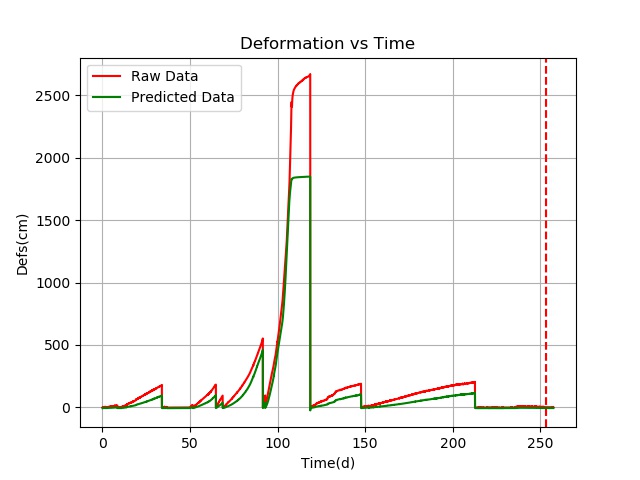 Deformation vs Time
Raw Data
Predicted Data
2500
2000
1500
1000
500
0
Defs(cm)
0 50 100 150 200 250
Time(d)